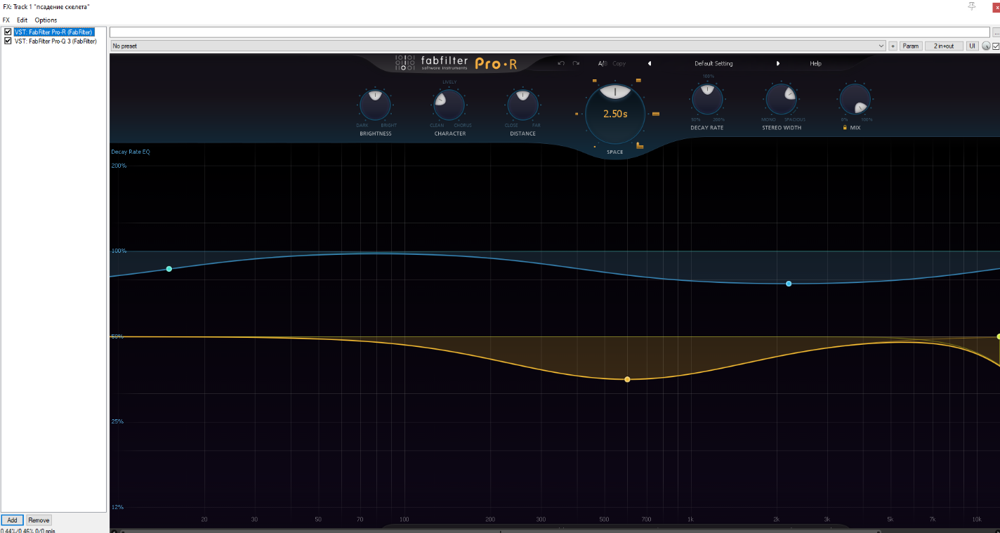 FX: Track 1 "псадение скелета"
FX Edit Options
VST: FabFilter Pro-R (FabFilter)
VST: FabFilter Pro-Q 3 (FabFilter)
...
No preset
+ Param 2 in+out UI
fabfilter
software instruments
Pro·R
A/B Copy
Default Setting
Help
LIVELY
100%
2.50s
DARK BRIGHT
CLEAN CHORUS
CLOSE FAR
50% 200%
MONO SPACIOUS
0% 100%
BRIGHTNESS
CHARACTER
DISTANCE
DECAY RATE
STEREO WIDTH
MIX
SPACE
Decay Rate EQ
200%
100%
50%
25%
12%
20 30 50 70 100 200 300 500 700 1k 2k 3k 5k 7k 10k
Add Remove
0.44%/0.46% 0/0 spls